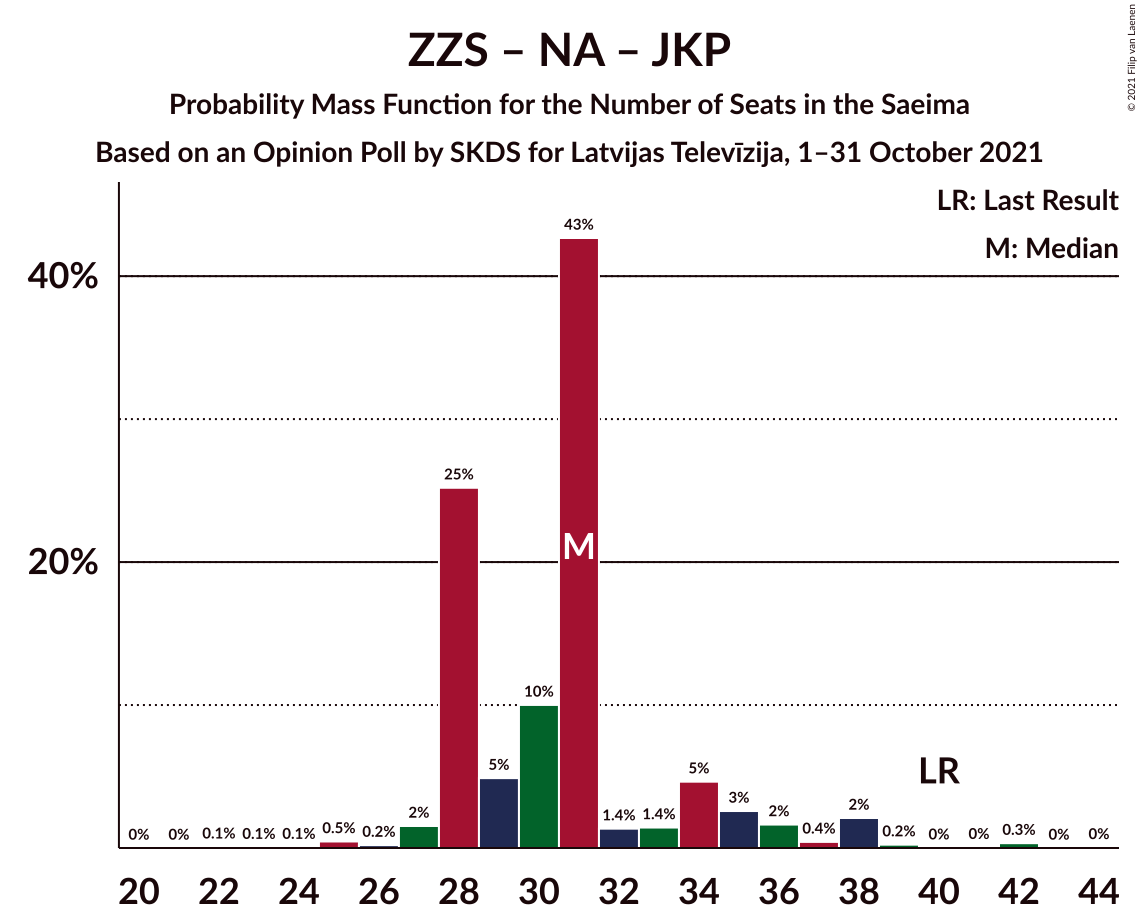 ZZS – NA – JKP
Probability Mass Function for the Number of Seats in the Saeima
Based on an Opinion Poll by SKDS for Latvijas Televīzija, 1–31 October 2021
© 2021 Filip van Laenen
LR: Last Result
M: Median
40%
20%
0% 0% 0.1% 0.1% 0.1% 0.5% 0.2% 2% 25% 5% 10% 43% 1.4% 1.4% 5% 3% 2% 0.4% 2% 0.2% 0% 0% 0.3% 0% 0%
M
LR
20 22 24 26 28 30 32 34 36 38 40 42 44